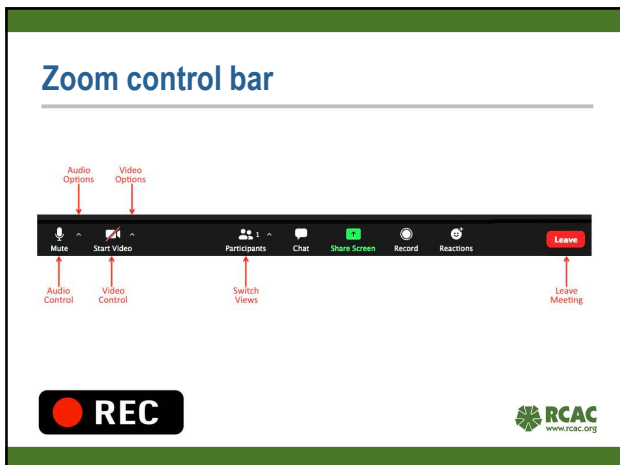 Zoom control bar
Audio
Options
Video
Options
Mute
Start Video
1
Participants
Chat
Share Screen
Record
Reactions
Leave
Audio
Control
Video
Control
Switch
Views
Leave
Meeting
REC
RCAC
www.rcac.org